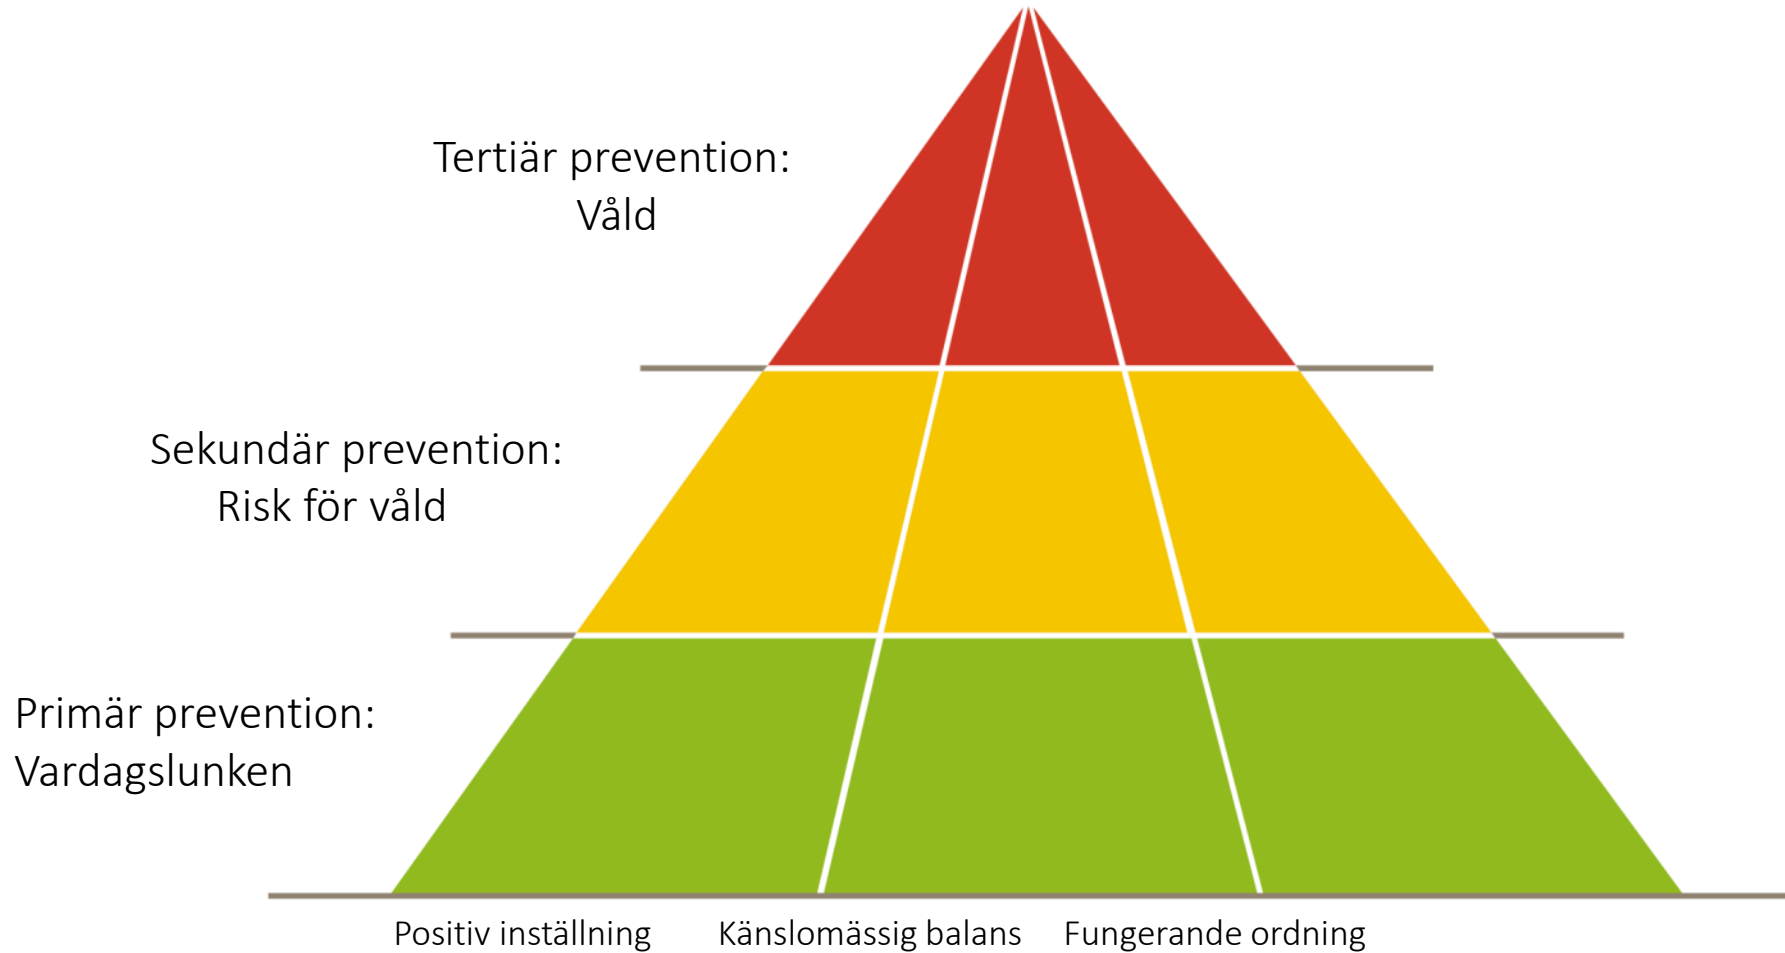 Tertiär prevention:
Våld
Sekundär prevention:
Risk för våld
Primär prevention:
Vardagslunken
Positiv inställning
Känslomässig balans
Fungerande ordning